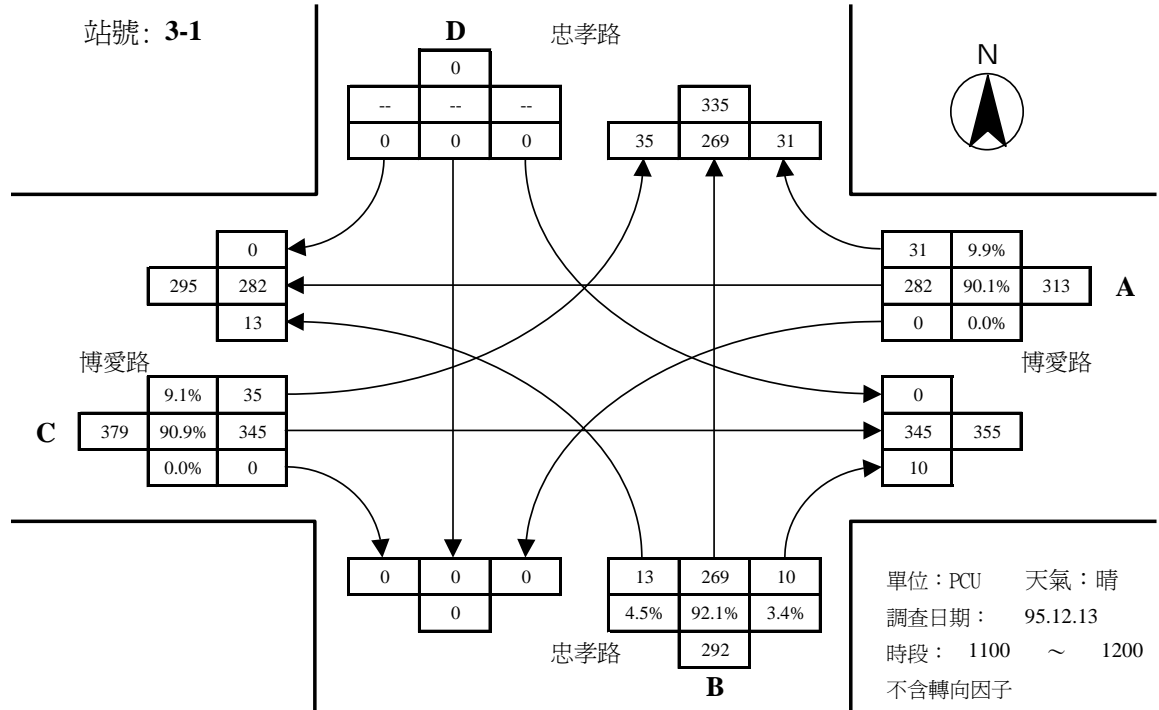 站號: 3-1
D
忠孝路
N
0
-- -- --
0 0 0
335
35 269 31
0
295 282
13
31 9.9%
282 90.1% 313
0 0.0%
A
博愛路
博愛路
9.1% 35
C
379 90.9% 345
0.0% 0
0
345 355
10
0 0 0
0
13 269 10
4.5% 92.1% 3.4%
292
忠孝路
B
單位：PCU 天氣：晴
調查日期： 95.12.13
時段： 1100 ～ 1200
不含轉向因子